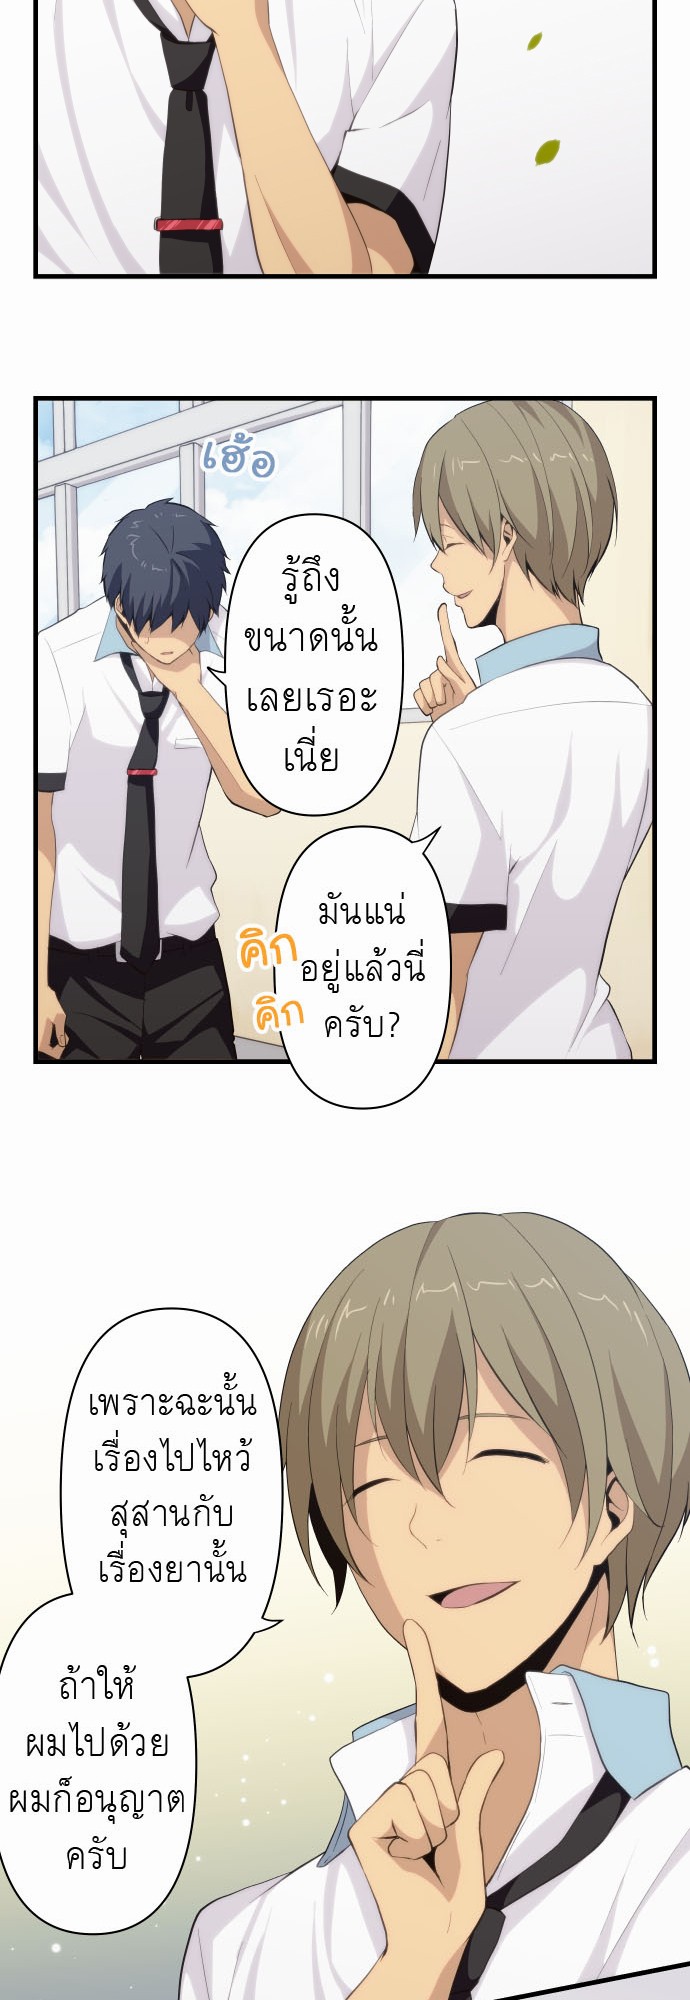 เฮ้อ
รู้ถึง
ขนาดนั้น
เลยเรอะ
เนี่ย
มันแน่
อยู่แล้วนี่
ครับ?
คิก
คิก
เพราะฉะนั้น
เรื่องไปไหว้
สุสานกับ
เรื่องยานั้น
ถ้าให้
ผมไปด้วย
ผมก็อนุญาต
ครับ